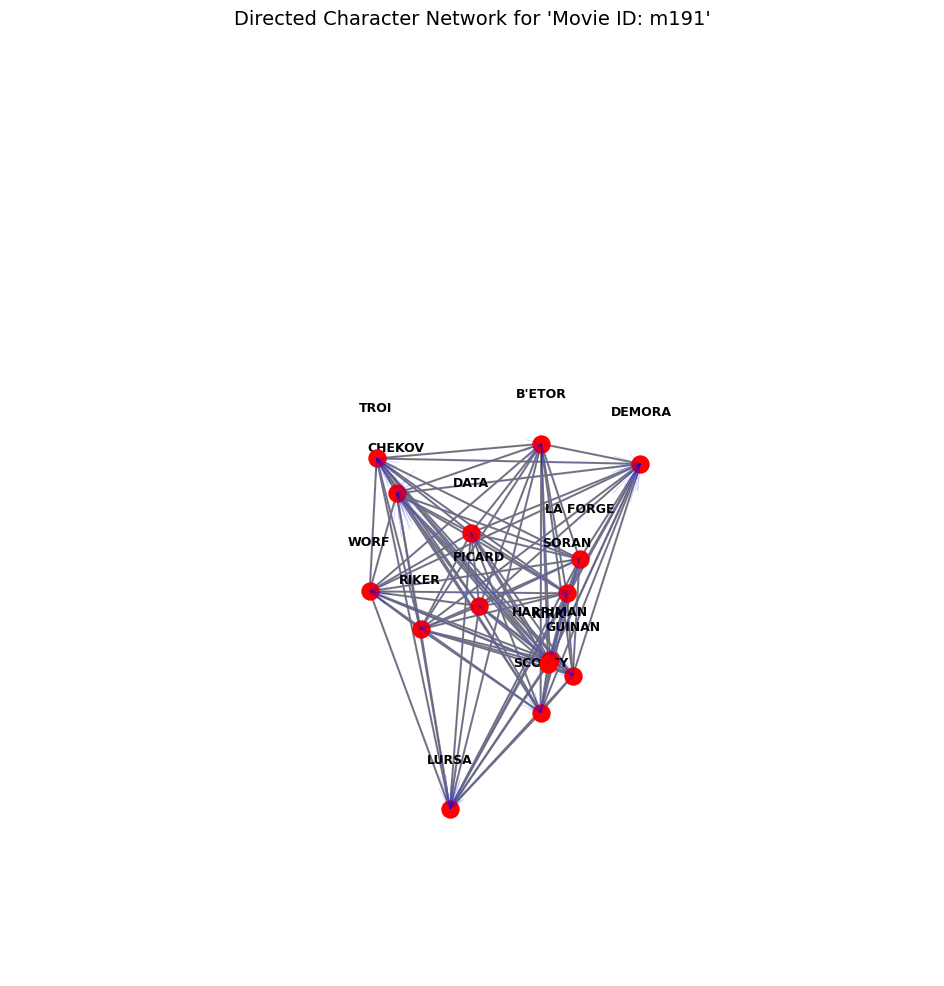 Directed Character Network for 'Movie ID: m191'
B'ETOR
TROI
DEMORA
CHEKOV
DATA
LA FORGE
WORF
SORAN
PICARD
RIKER
HARRIMAN
KIRK
GUINAN
SCOTTY
LURSA